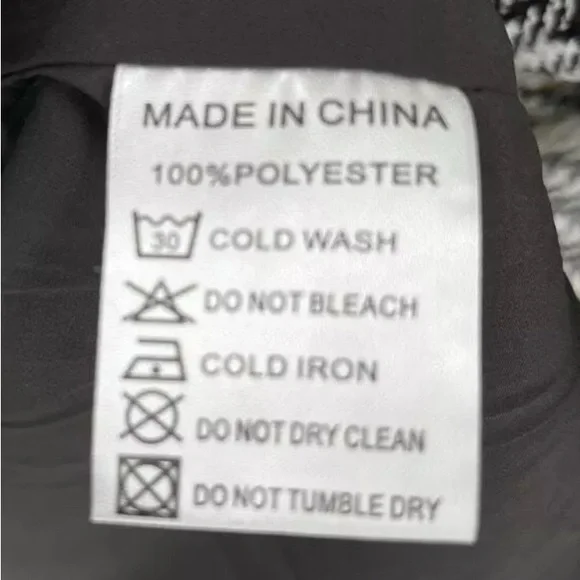 MADE IN CHINA
100%POLYESTER
30 COLD WASH
DO NOT BLEACH
COLD IRON
DO NOT DRY CLEAN
DO NOT TUMBLE DRY